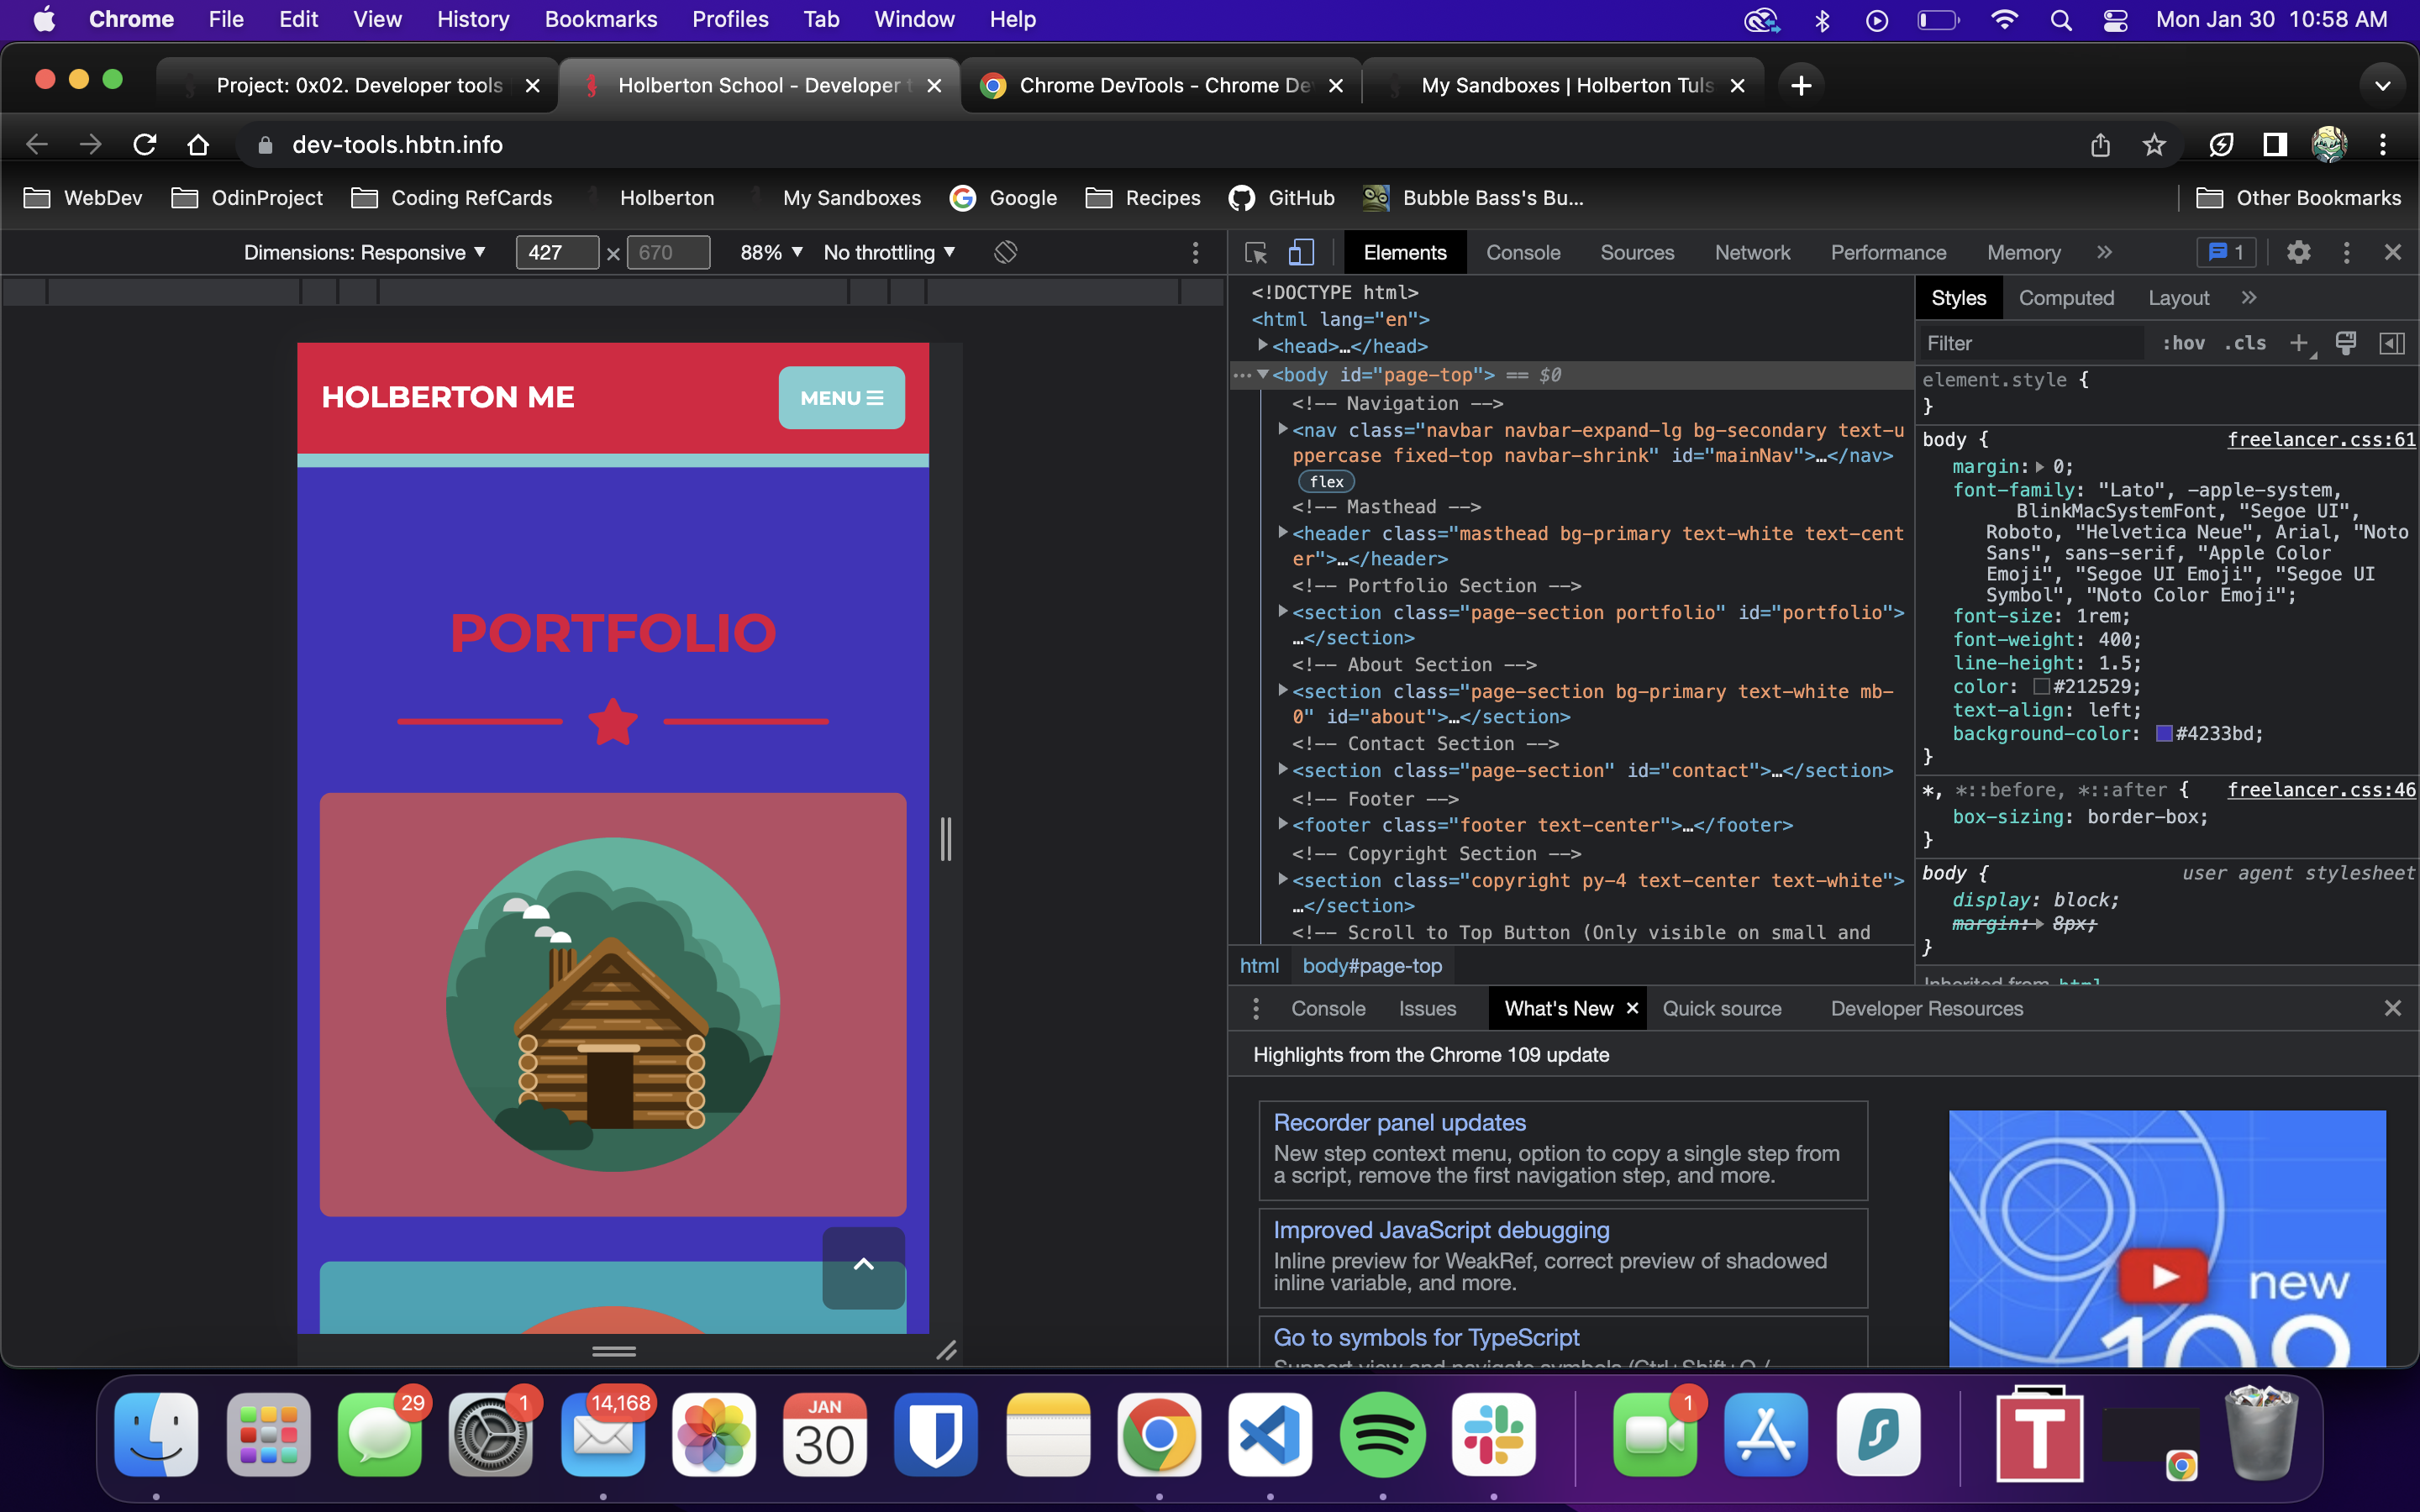 Chrome File Edit View History Bookmarks Profiles Tab Window Help Mon Jan 30 10:58 AM
Project: 0x02. Developer tools Holberton School - Developer t Chrome DevTools - Chrome De My Sandboxes | Holberton Tuls
dev-tools.hbtn.info
WebDev OdinProject Coding RefCards Holberton My Sandboxes Google Recipes GitHub Bubble Bass's Bu... Other Bookmarks
Dimensions: Responsive 427 × 670 88% No throttling
HOLBERTON ME MENU
PORTFOLIO
Elements Console Sources Network Performance Memory » 1
<!DOCTYPE html>
<html lang="en">
<head>…</head>
<body id="page-top"> == $0
<!-- Navigation -->
<nav class="navbar navbar-expand-lg bg-secondary text-u
ppercase fixed-top navbar-shrink" id="mainNav">…</nav>
flex
<!-- Masthead -->
<header class="masthead bg-primary text-white text-cent
er">…</header>
<!-- Portfolio Section -->
<section class="page-section portfolio" id="portfolio">
…</section>
<!-- About Section -->
<section class="page-section bg-primary text-white mb-
0" id="about">…</section>
<!-- Contact Section -->
<section class="page-section" id="contact">…</section>
<!-- Footer -->
<footer class="footer text-center">…</footer>
<!-- Copyright Section -->
<section class="copyright py-4 text-center text-white">
…</section>
<!-- Scroll to Top Button (Only visible on small and
html body#page-top
Styles Computed Layout »
Filter :hov .cls +
element.style {
}
body { freelancer.css:61
margin: 0;
font-family: "Lato", -apple-system,
BlinkMacSystemFont, "Segoe UI",
Roboto, "Helvetica Neue", Arial, "Noto
Sans", sans-serif, "Apple Color
Emoji", "Segoe UI Emoji", "Segoe UI
Symbol", "Noto Color Emoji";
font-size: 1rem;
font-weight: 400;
line-height: 1.5;
color: #212529;
text-align: left;
background-color: #4233bd;
}
*, *::before, *::after { freelancer.css:46
box-sizing: border-box;
}
body { user agent stylesheet
display: block;
margin: 8px;
}
Inherited from html
Console Issues What's New Quick source Developer Resources
Highlights from the Chrome 109 update
Recorder panel updates
New step context menu, option to copy a single step from
a script, remove the first navigation step, and more.
Improved JavaScript debugging
Inline preview for WeakRef, correct preview of shadowed
inline variable, and more.
Go to symbols for TypeScript
Support view and navigate symbols (Ctrl+Shift+O /
new
109
29 1 14,168 JAN 30 1 T